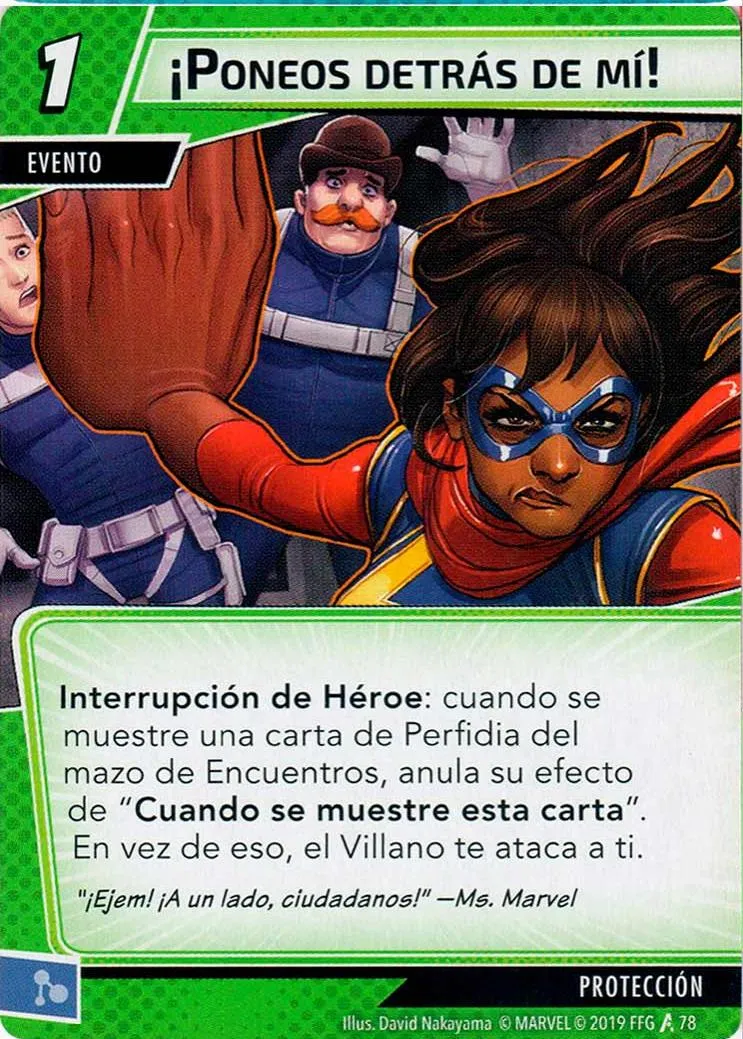 1
¡PONEOS DETRÁS DE MÍ!
EVENTO
Interrupción de Héroe: cuando se
muestre una carta de Perfidia del
mazo de Encuentros, anula su efecto
de "Cuando se muestre esta carta".
En vez de eso, el Villano te ataca a ti.
"¡Ejem! ¡A un lado, ciudadanos!" —Ms. Marvel
PROTECCIÓN
Illus. David Nakayama © MARVEL © 2019 FFG 78